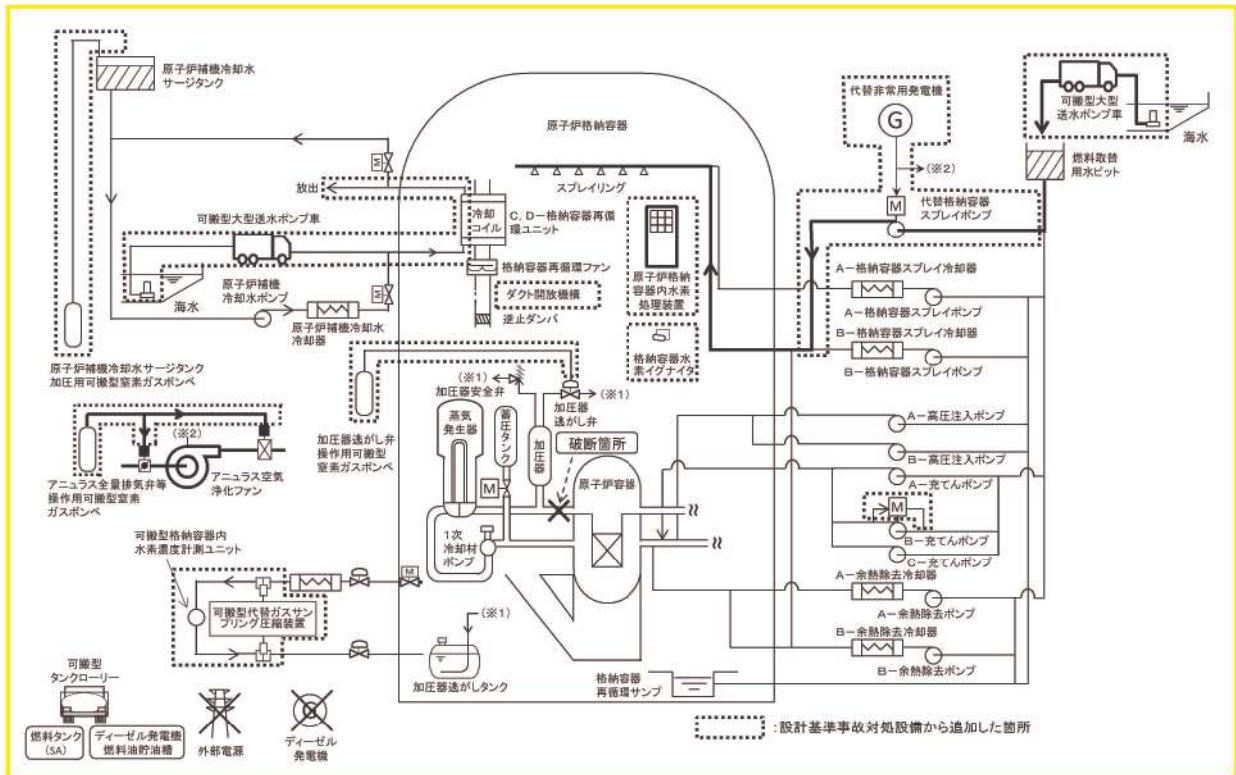 原子炉補機冷却水
サージタンク
原子炉格納容器
代替非常用発電機
G
(※2)
可搬型大型
送水ポンプ車
海水
燃料取替
用水ピット
M
放出
スプレイリング
冷却
コイル
C, D-格納容器再循
環ユニット
M
代替格納容器
スプレイポンプ
可搬型大型送水ポンプ車
海水
原子炉補機
冷却水ポンプ
M
原子炉補機冷却水
冷却器
格納容器再循環ファン
ダクト開放機構
逆止ダンパ
原子炉格納
容器内水素
処理装置
格納容器水
素イグナイタ
A-格納容器スプレイ冷却器
A-格納容器スプレイポンプ
B-格納容器スプレイ冷却器
B-格納容器スプレイポンプ
原子炉補機冷却水サージタンク
加圧用可搬型窒素ガスボンベ
(※1)
加圧器安全弁
(※1)
加圧器
逃がし弁
加圧器逃がし弁
操作用可搬型
窒素ガスボンベ
蒸気
発生器
蓄圧タンク
加圧器
破断箇所
原子炉容器
M
1次
冷却材
ポンプ
(※2)
アニュラス空気
浄化ファン
アニュラス全量排気弁等
操作用可搬型窒素
ガスボンベ
A-高圧注入ポンプ
B-高圧注入ポンプ
A-充てんポンプ
M
B-充てんポンプ
C-充てんポンプ
A-余熱除去冷却器
A-余熱除去ポンプ
B-余熱除去冷却器
B-余熱除去ポンプ
可搬型格納容器内
水素濃度計測ユニット
M
可搬型代替ガスサン
プリング圧縮装置
(※1)
加圧器逃がしタンク
格納容器
再循環サンプ
可搬型
タンクローリー
燃料タンク
(SA)
ディーゼル発電機
燃料油貯油槽
外部電源
ディーゼル
発電機
:設計基準事故対処設備から追加した箇所